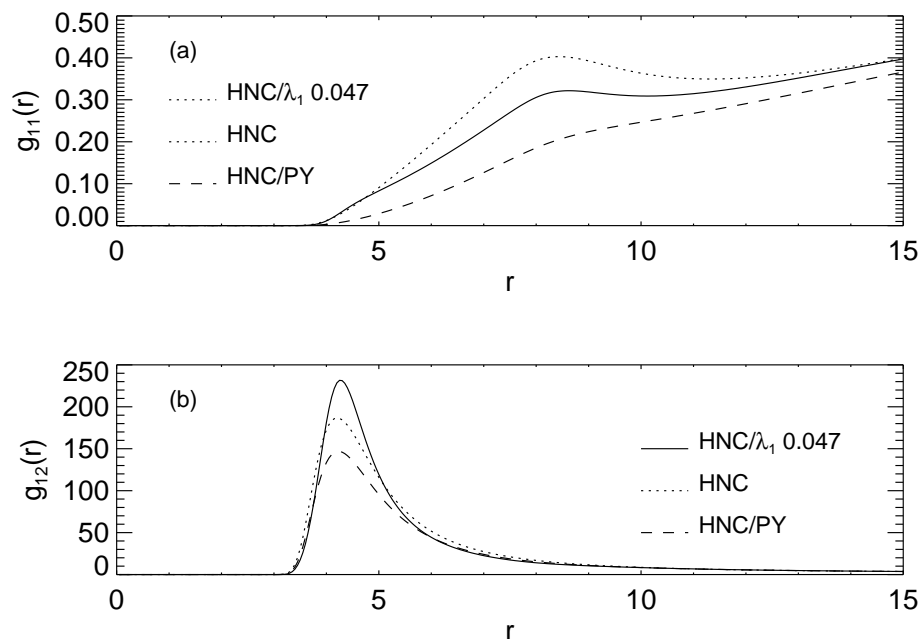 0.50
(a)
0.40
HNC/λ₁ 0.047
0.30
HNC
0.20
HNC/PY
0.10
0.00
g₁₁(r)
0 5 10 15
r
250
(b)
200
HNC/λ₁ 0.047
150
HNC
100
HNC/PY
50
0
g₁₂(r)
0 5 10 15
r